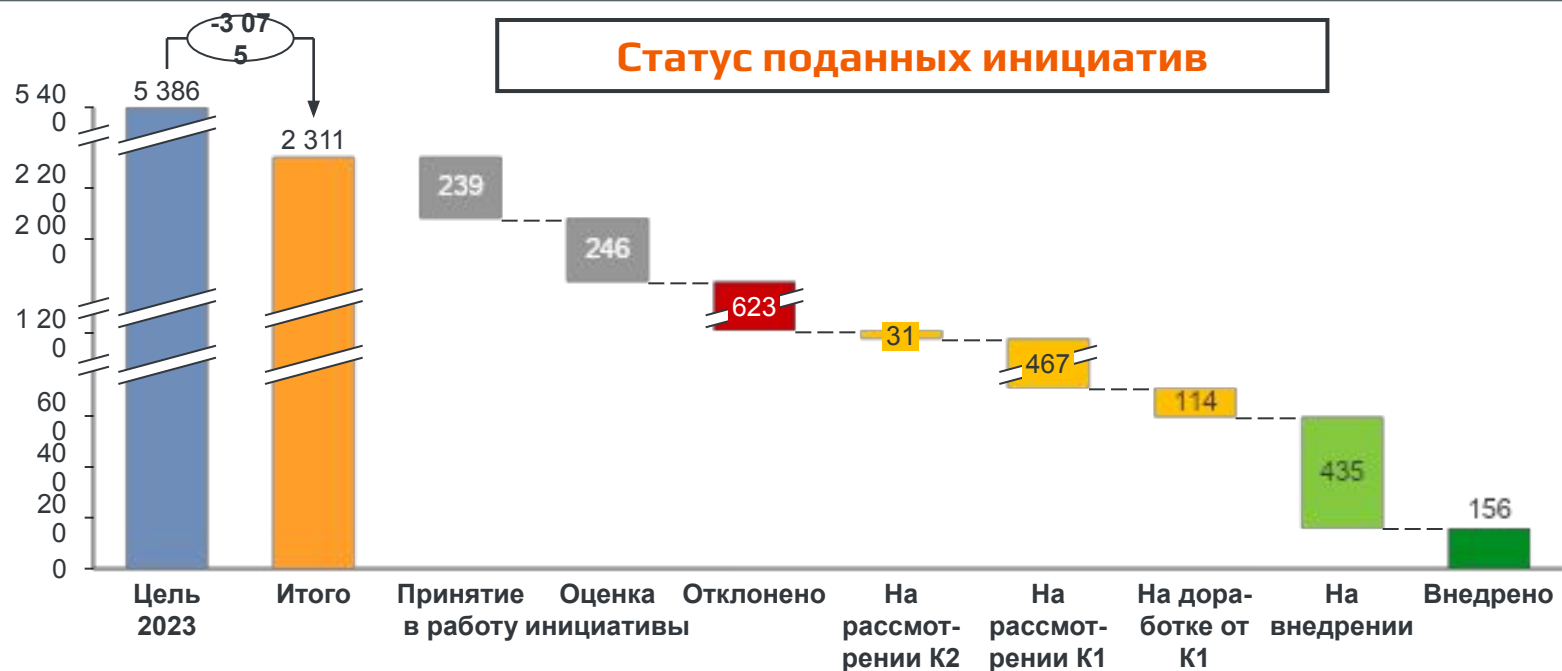 -3 07
5
Статус поданных инициатив
5 386
5 40
0
2 311
2 20
0
239
2 00
0
246
623
1 20
0
31
467
60
0
114
40
0
435
20
0
156
0
Цель
2023
Итого
Принятие
в работу
Оценка
инициативы
Отклонено
На
рассмот-
рении К2
На
рассмот-
рении К1
На дора-
ботке от
К1
На
внедрении
Внедрено